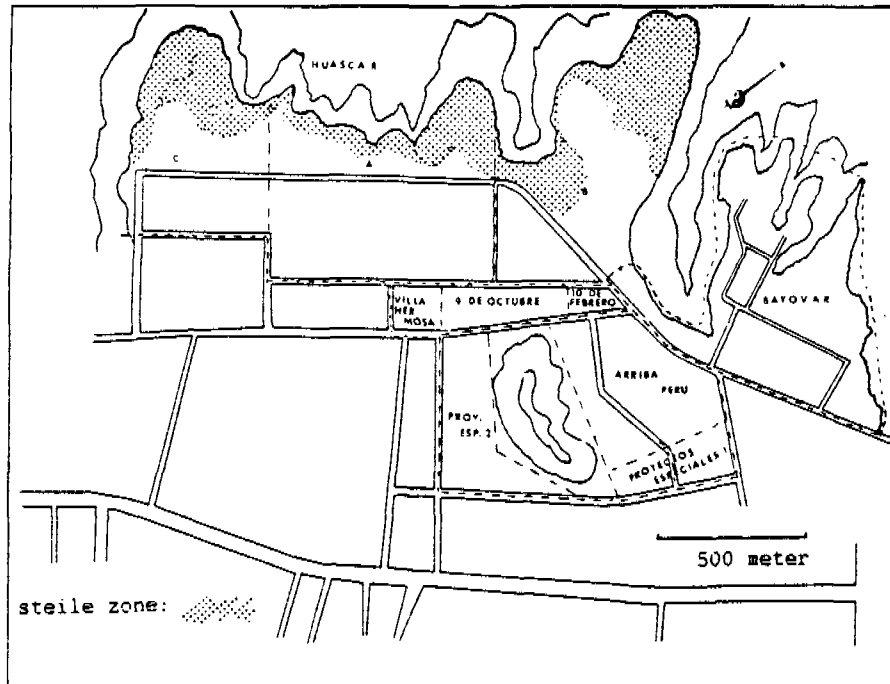 HUASCAR
C
A
B
BAYOVAR
VILLA
HER
MOSA
9 DE OCTUBRE
10 DE
FEBRERO
ARRIBA
PERU
PROY.
ESP. 2
PROYECTOS
ESPECIALES
500 meter
steile zone: